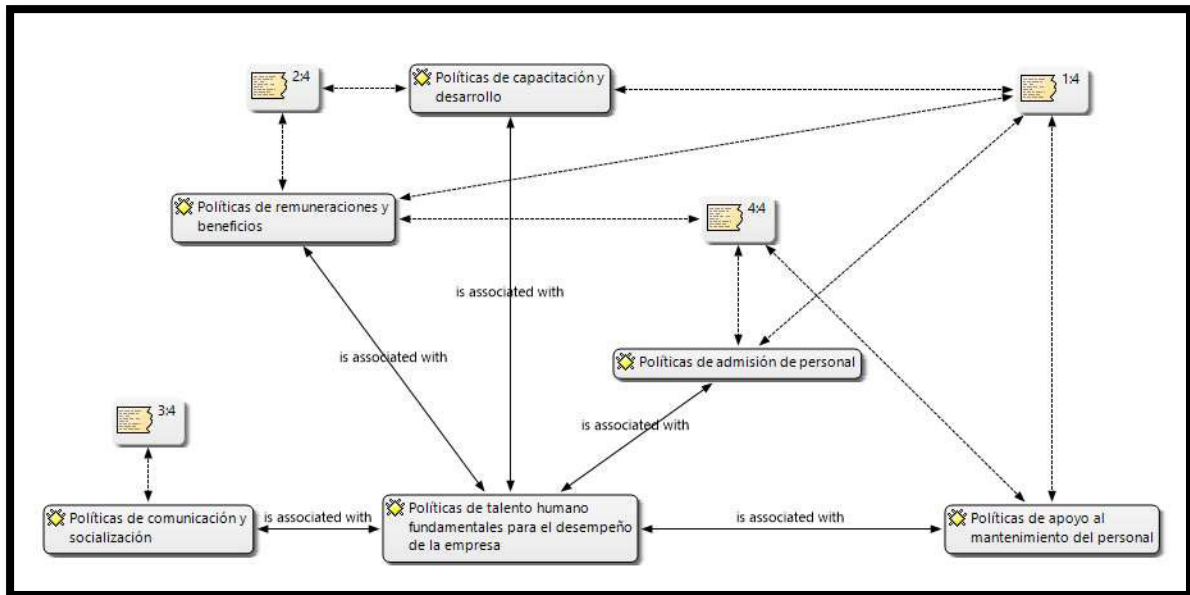 2:4
Políticas de capacitación y
desarrollo
1:4
Políticas de remuneraciones y
beneficios
4:4
is associated with
is associated with
Políticas de admisión de personal
3:4
is associated with
Políticas de comunicación y
socialización
is associated with
Políticas de talento humano
fundamentales para el desempeño
de la empresa
is associated with
Políticas de apoyo al
mantenimiento del personal